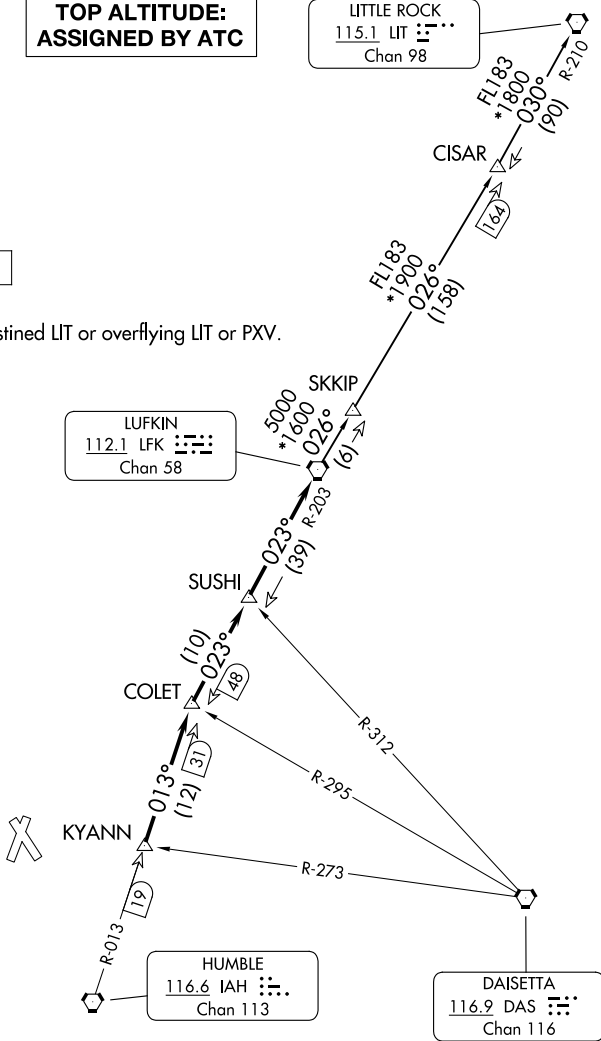 TOP ALTITUDE:
ASSIGNED BY ATC
LITTLE ROCK
115.1 LIT
Chan 98
R-210
FL183
*1800
030°
(90)
CISAR
164
FL183
*1900
026°
(158)
stined LIT or overflying LIT or PXV.
SKKIP
5000
*1600
026°
(6)
LUFKIN
112.1 LFK
Chan 58
R-203
023°
(39)
SUSHI
(10)
023°
COLET
48
R-312
31
013°
(12)
R-295
KYANN
R-273
19
R-013
HUMBLE
116.6 IAH
Chan 113
DAISETTA
116.9 DAS
Chan 116